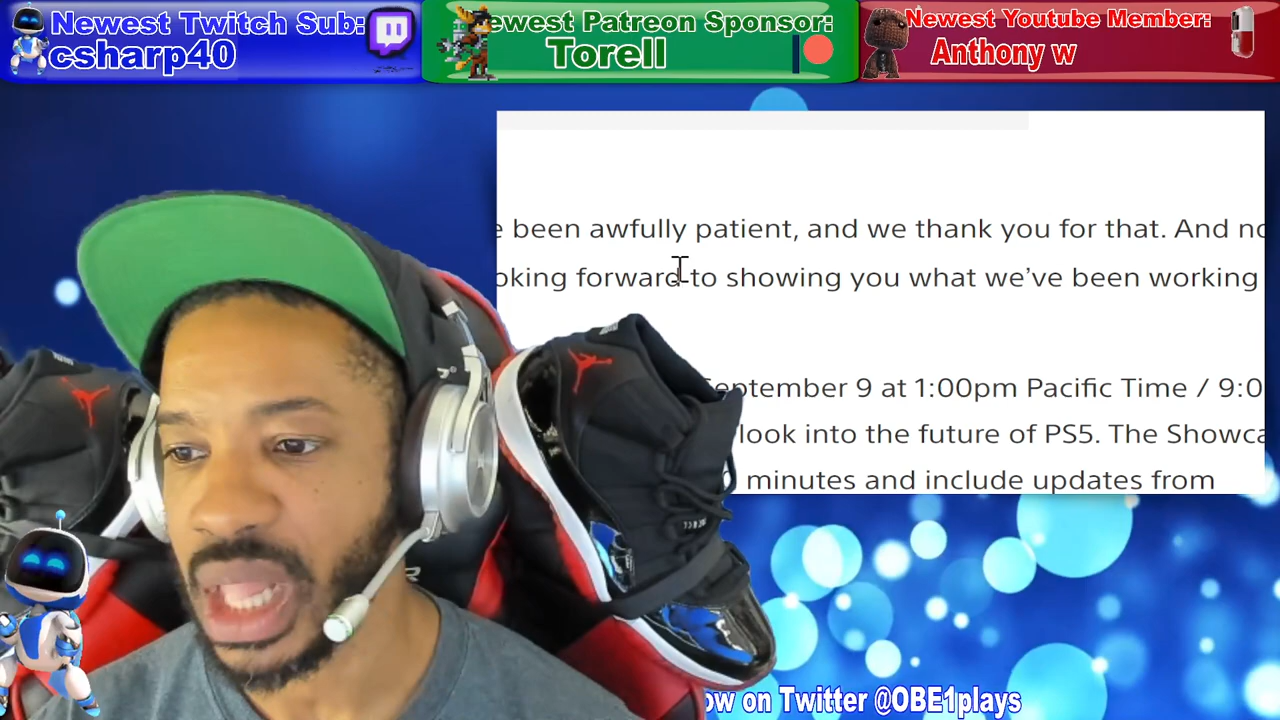 Newest Twitch Sub:
csharp40
ewest Patreon Sponsor:
Torell
Newest Youtube Member:
Anthony w
e been awfully patient, and we thank you for that. And no
oking forward to showing you what we've been working
September 9 at 1:00pm Pacific Time / 9:0
look into the future of PS5. The Showca
minutes and include updates from
ow on Twitter @OBE1plays